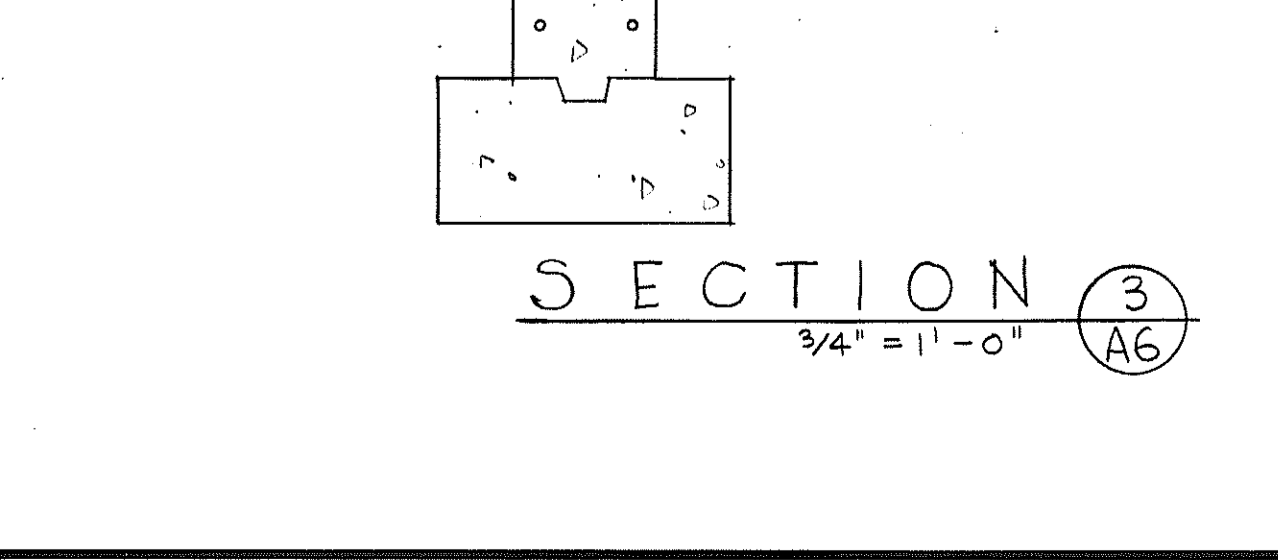 SECTION
3/4" = 1' - 0"
3
A6